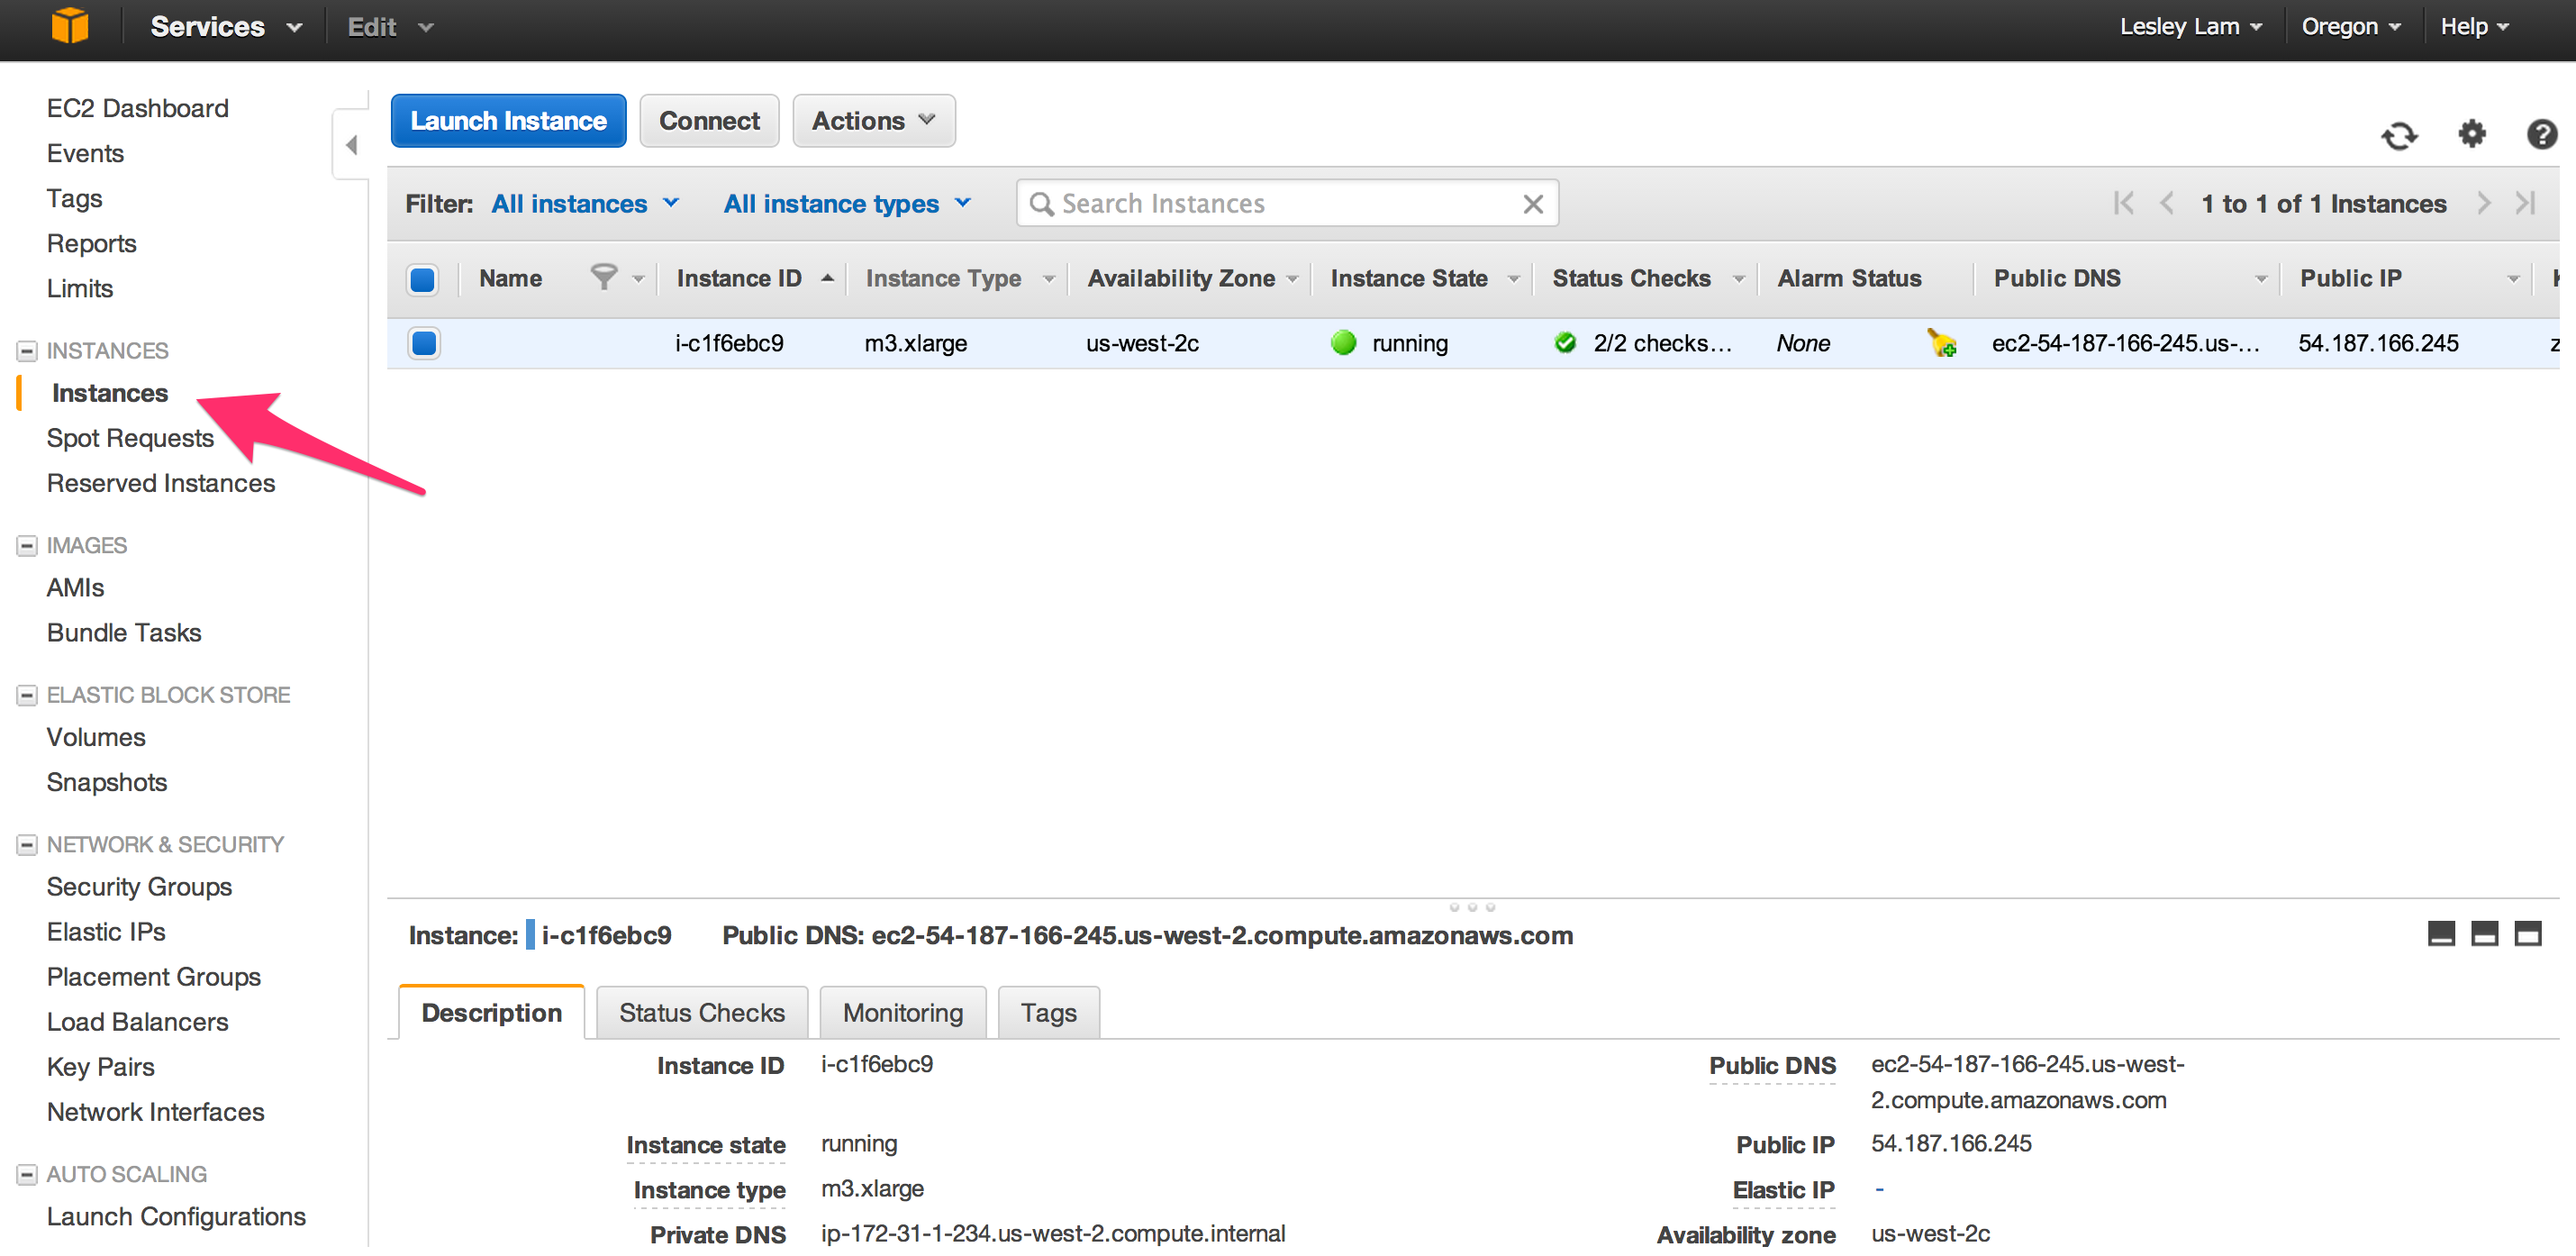 Services Edit Lesley Lam Oregon Help
EC2 Dashboard
Events
Tags
Reports
Limits
INSTANCES
Instances
Spot Requests
Reserved Instances
IMAGES
AMIs
Bundle Tasks
ELASTIC BLOCK STORE
Volumes
Snapshots
NETWORK & SECURITY
Security Groups
Elastic IPs
Placement Groups
Load Balancers
Key Pairs
Network Interfaces
AUTO SCALING
Launch Configurations
Launch Instance Connect Actions
Filter: All instances All instance types Search Instances 1 to 1 of 1 Instances
Name Instance ID Instance Type Availability Zone Instance State Status Checks Alarm Status Public DNS Public IP
i-c1f6ebc9 m3.xlarge us-west-2c running 2/2 checks... None ec2-54-187-166-245.us-... 54.187.166.245
Instance: i-c1f6ebc9 Public DNS: ec2-54-187-166-245.us-west-2.compute.amazonaws.com
Description Status Checks Monitoring Tags
Instance ID i-c1f6ebc9
Instance state running
Instance type m3.xlarge
Private DNS ip-172-31-1-234.us-west-2.compute.internal
Public DNS ec2-54-187-166-245.us-west-
2.compute.amazonaws.com
Public IP 54.187.166.245
Elastic IP -
Availability zone us-west-2c